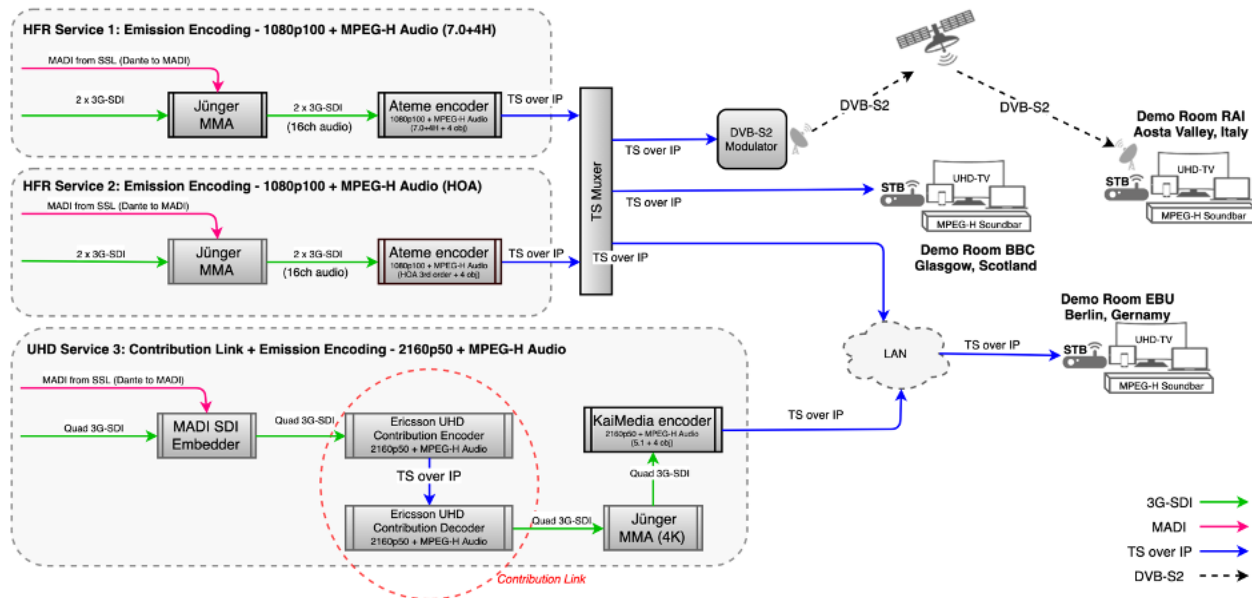 HFR Service 1: Emission Encoding - 1080p100 + MPEG-H Audio (7.0+4H)
MADI from SSL (Dante to MADI)
2 x 3G-SDI
Jünger
MMA
2 x 3G-SDI
(16ch audio)
Ateme encoder
1080p100 + MPEG-H Audio
(7.0+4H + 4 obj)
TS over IP
HFR Service 2: Emission Encoding - 1080p100 + MPEG-H Audio (HOA)
MADI from SSL (Dante to MADI)
2 x 3G-SDI
Jünger
MMA
2 x 3G-SDI
(16ch audio)
Ateme encoder
1080p100 + MPEG-H Audio
(HOA 3rd order + 4 obj)
TS over IP
TS Muxer
TS over IP
TS over IP
TS over IP
DVB-S2
Modulator
DVB-S2
DVB-S2
Demo Room RAI
Aosta Valley, Italy
UHD-TV
STB
MPEG-H Soundbar
UHD-TV
STB
MPEG-H Soundbar
Demo Room BBC
Glasgow, Scotland
Demo Room EBU
Berlin, Gernamy
UHD-TV
STB
MPEG-H Soundbar
LAN
TS over IP
UHD Service 3: Contribution Link + Emission Encoding - 2160p50 + MPEG-H Audio
MADI from SSL (Dante to MADI)
Quad 3G-SDI
MADI SDI
Embedder
Quad 3G-SDI
Ericsson UHD
Contribution Encoder
2160p50 + MPEG-H Audio
TS over IP
Ericsson UHD
Contribution Decoder
2160p50 + MPEG-H Audio
Contribution Link
Quad 3G-SDI
Jünger
MMA (4K)
Quad 3G-SDI
KaiMedia encoder
2160p50 + MPEG-H Audio
(5.1 + 4 obj)
TS over IP
3G-SDI
MADI
TS over IP
DVB-S2